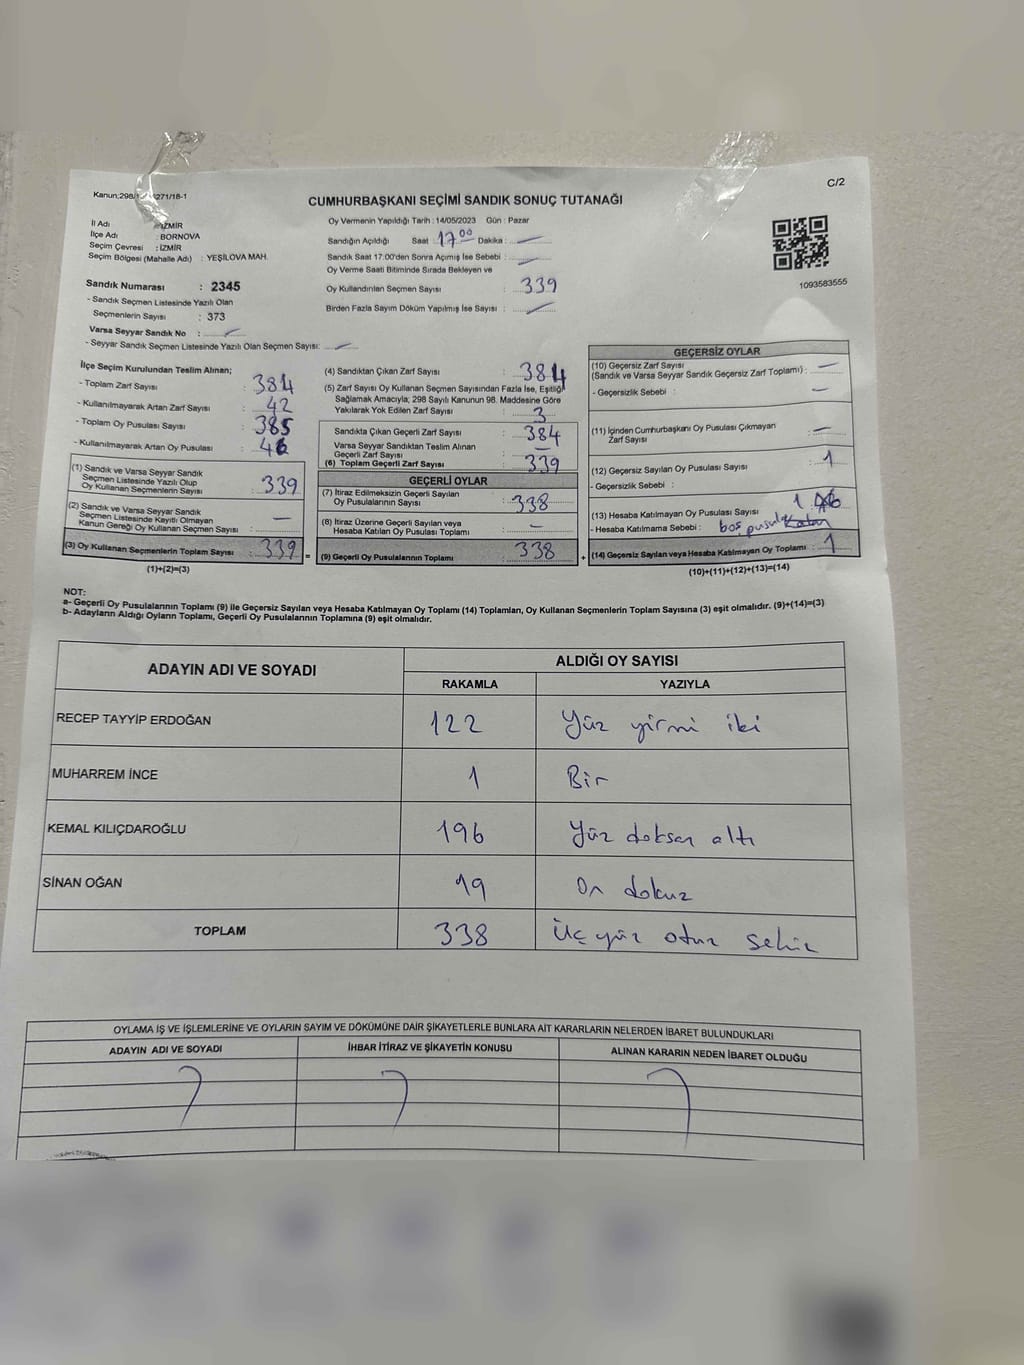 C/2
Kanun:298/1 271/18-1
CUMHURBAŞKANI SEÇİMİ SANDIK SONUÇ TUTANAĞI
İl Adı : İZMİR
İlçe Adı : BORNOVA
Seçim Çevresi : İZMİR
Seçim Bölgesi (Mahalle Adı) : YEŞİLOVA MAH.
Sandık Numarası : 2345
- Sandık Seçmen Listesinde Yazılı Olan
Seçmenlerin Sayısı : 373
Varsa Seyyar Sandık No :
- Seyyar Sandık Seçmen Listesinde Yazılı Olan Seçmen Sayısı:
Oy Vermenin Yapıldığı Tarih : 14/05/2023 Gün : Pazar
Sandığın Açıldığı Saat : 17.00 Dakika :
Sandık Saat 17.00'den Sonra Açımış İse Sebebi :
Oy Verme Saati Bitiminde Sırada Bekleyen ve
Oy Kullandırılan Seçmen Sayısı : 339
Birden Fazla Sayım Döküm Yapılmış İse Sayısı :
1093583555
İlçe Seçim Kurulundan Teslim Alınan;
- Toplam Zarf Sayısı : 384
- Kullanılmayarak Artan Zarf Sayısı : 42
- Toplam Oy Pusulası Sayısı : 385
- Kullanılmayarak Artan Oy Pusulası : 46
(1) Sandık ve Varsa Seyyar Sandık
Seçmen Listesinde Yazılı Olup
Oy Kullanan Seçmenlerin Sayısı : 339
(2) Sandık ve Varsa Seyyar Sandık
Seçmen Listesinde Kayıtlı Olmayan
Kanun Gereği Oy Kullanan Seçmen Sayısı : —
(3) Oy Kullanan Seçmenlerin Toplam Sayısı : 339 =
(1)+(2)=(3)
(4) Sandıktan Çıkan Zarf Sayısı : 384
(5) Zarf Sayısı Oy Kullanan Seçmen Sayısından Fazla İse, Eşitliği
Sağlamak Amacıyla; 298 Sayılı Kanunun 98. Maddesine Göre
Yakılarak Yok Edilen Zarf Sayısı : 3
Sandıkta Çıkan Geçerli Zarf Sayısı : 384
Varsa Seyyar Sandıktan Teslim Alınan
Geçerli Zarf Sayısı : —
(6) Toplam Geçerli Zarf Sayısı : 339
GEÇERLİ OYLAR
(7) İtiraz Edilmeksizin Geçerli Sayılan
Oy Pusulalarının Sayısı : 338
(8) İtiraz Üzerine Geçerli Sayılan veya
Hesaba Katılan Oy Pusulası Toplamı : —
(9) Geçerli Oy Pusulalarının Toplamı : 338 +
GEÇERSİZ OYLAR
(10) Geçersiz Zarf Sayısı
(Sandık ve Varsa Seyyar Sandık Geçersiz Zarf Toplamı) : —
- Geçersizlik Sebebi : —
(11) İçinden Cumhurbaşkanı Oy Pusulası Çıkmayan
Zarf Sayısı : —
(12) Geçersiz Sayılan Oy Pusulası Sayısı : 1
- Geçersizlik Sebebi :
(13) Hesaba Katılmayan Oy Pusulası Sayısı : 1
- Hesaba Katılmama Sebebi : boş pusula
(14) Geçersiz Sayılan veya Hesaba Katılmayan Oy Toplamı : 1
(10)+(11)+(12)+(13)=(14)
NOT:
a- Geçerli Oy Pusulalarının Toplamı (9) ile Geçersiz Sayılan veya Hesaba Katılmayan Oy Toplamı (14) Toplamları, Oy Kullanan Seçmenlerin Toplam Sayısına (3) eşit olmalıdır. (9)+(14)=(3)
b- Adayların Aldığı Oyların Toplamı, Geçerli Oy Pusulalarının Toplamına (9) eşit olmalıdır.
ADAYIN ADI VE SOYADI
ALDIĞI OY SAYISI
RAKAMLA YAZIYLA
RECEP TAYYİP ERDOĞAN 122 Yüz yirmi iki
MUHARREM İNCE 1 Bir
KEMAL KILIÇDAROĞLU 196 Yüz doksan altı
SİNAN OĞAN 19 On dokuz
TOPLAM 338 Üç yüz otuz sekiz
OYLAMA İŞ VE İŞLEMLERİNE VE OYLARIN SAYIM VE DÖKÜMÜNE DAİR ŞİKAYETLERLE BUNLARA AİT KARARLARIN NELERDEN İBARET BULUNDUKLARI
ADAYIN ADI VE SOYADI İHBAR İTİRAZ VE ŞİKAYETİN KONUSU ALINAN KARARIN NEDEN İBARET OLDUĞU